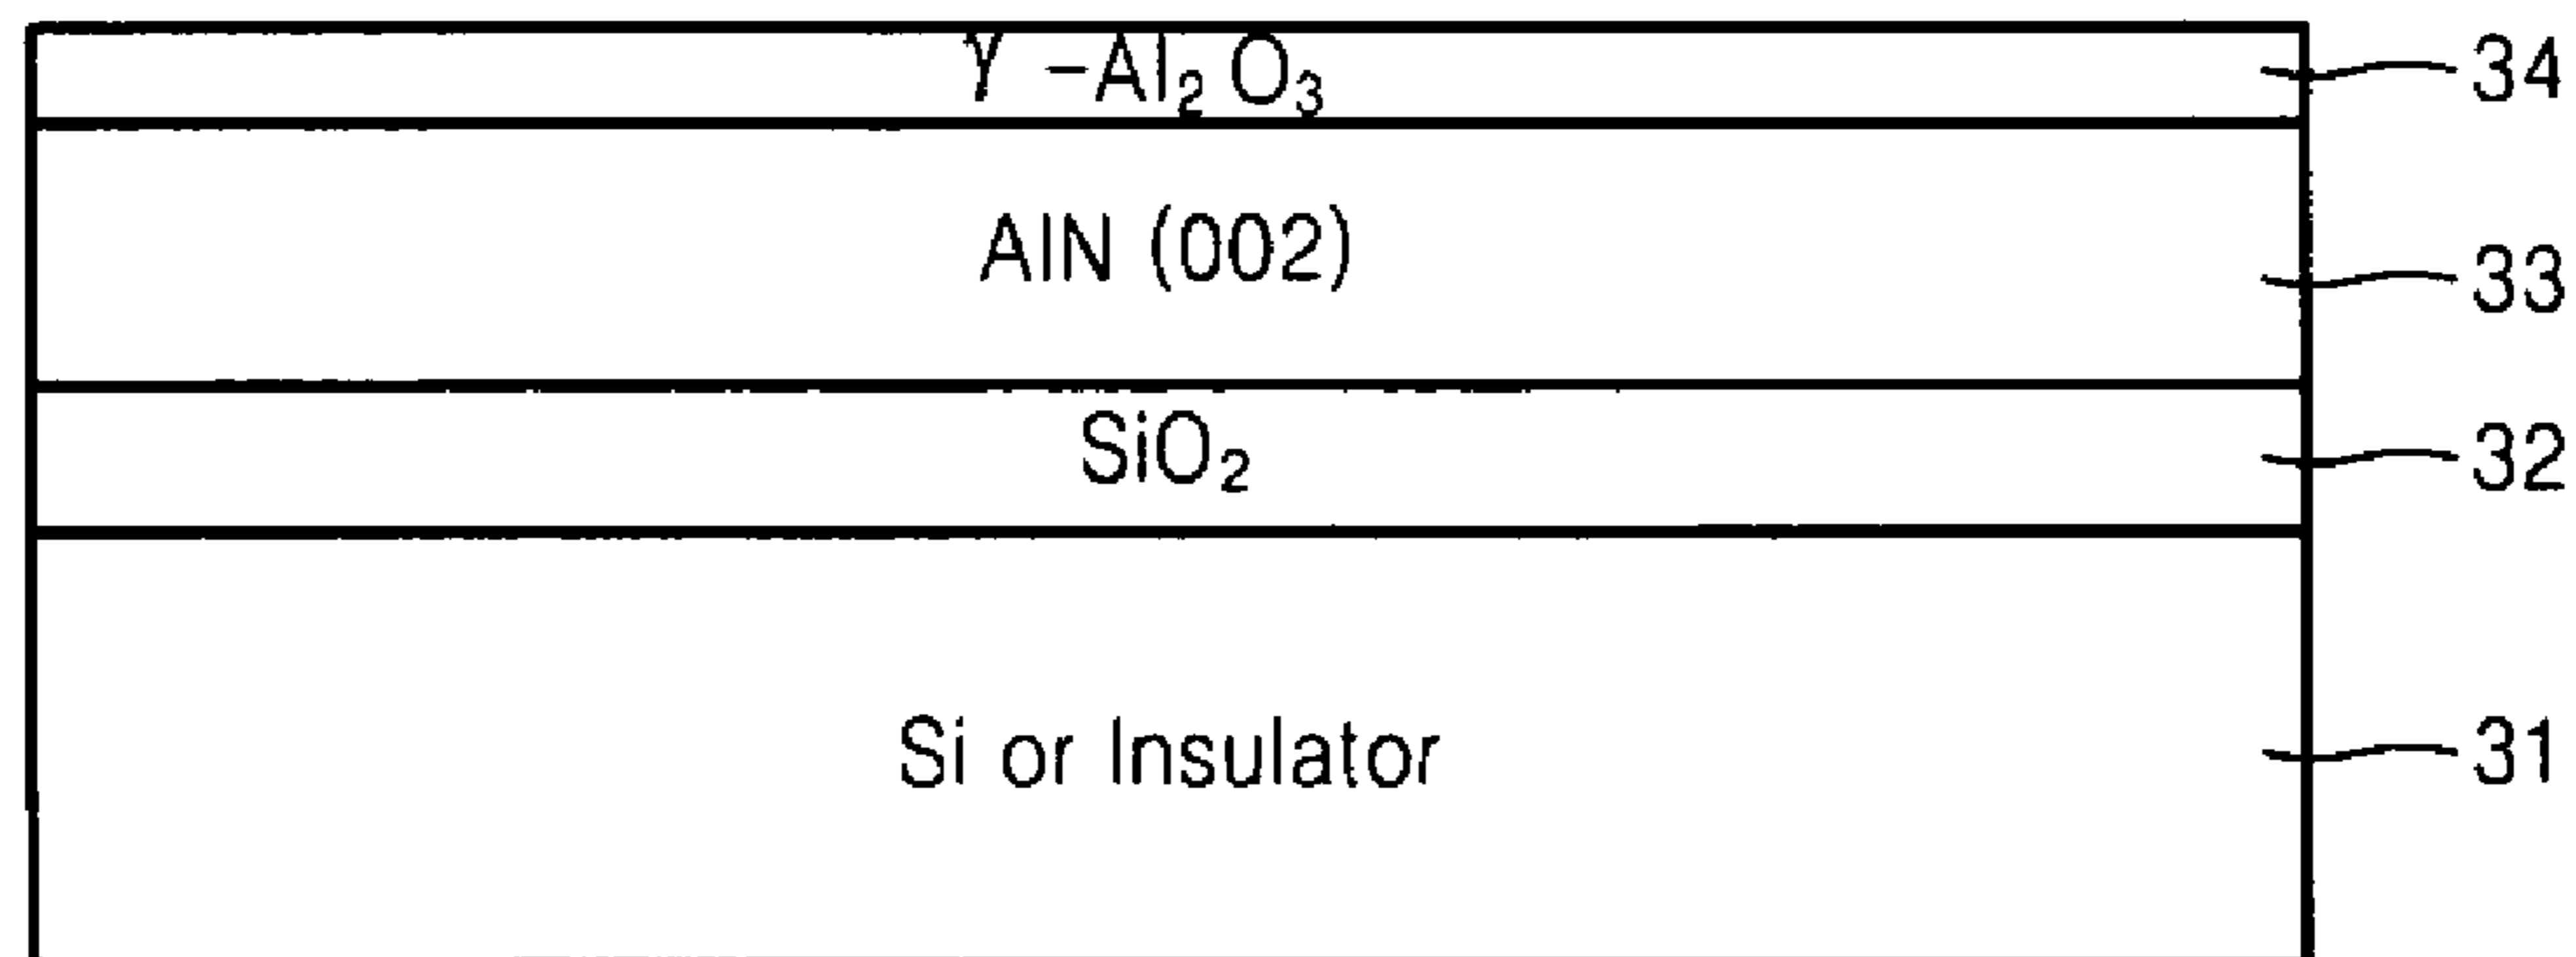 γ -Al₂O₃ 34
AlN (002) 33
SiO₂ 32
Si or Insulator 31